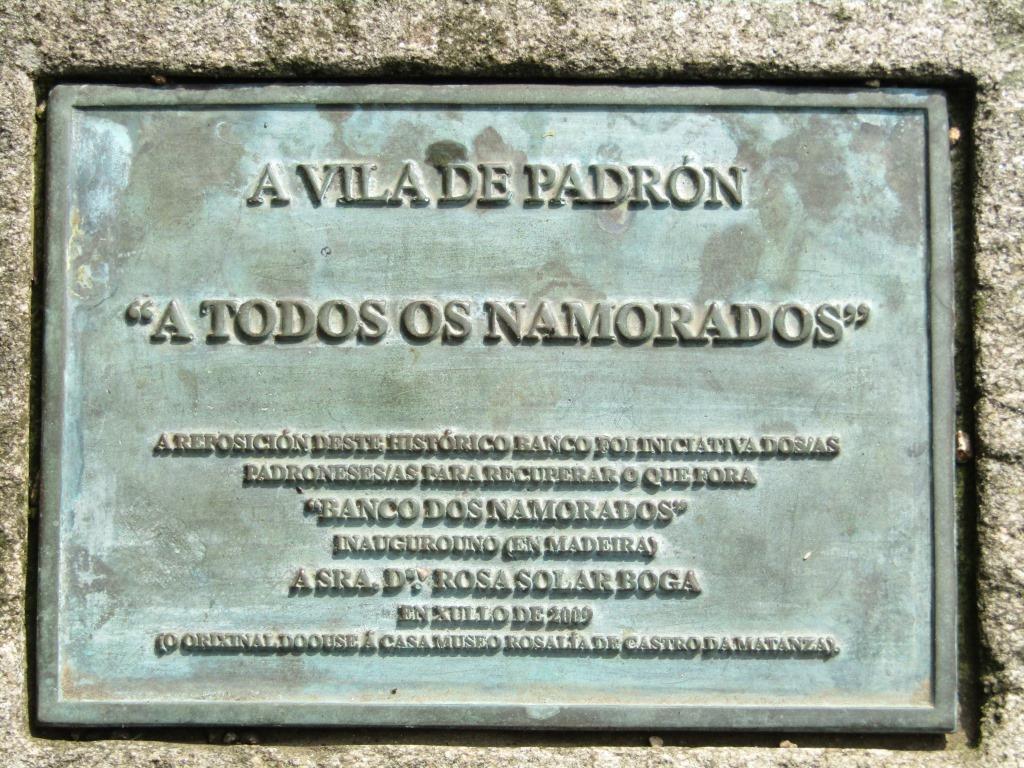 A VILA DE PADRÓN
“A TODOS OS NAMORADOS”
A REPOSICIÓN DESTE HISTÓRICO BANCO FOI INICIATIVA DOS/AS
PADRONESES/AS PARA RECUPERAR O QUE FORA
“BANCO DOS NAMORADOS”
INAUGUROUNO (EN MADEIRA)
A SRA. Dª. ROSA SOLAR BOGA
EN XULLO DE 2009
(O ORIXINAL DOOUSE Á CASA MUSEO ROSALÍA DE CASTRO DA MATANZA).